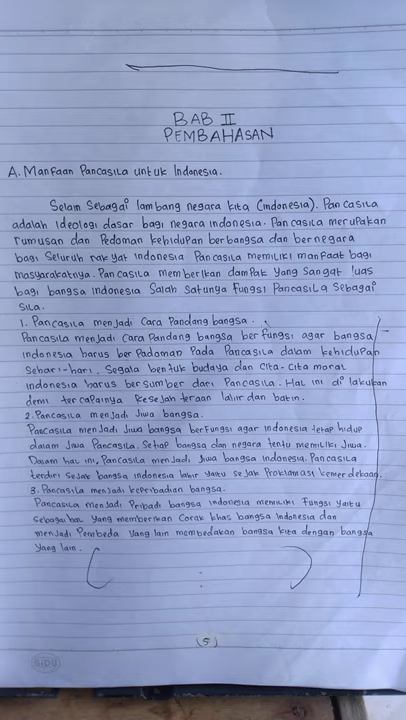 BAB II
PEMBAHASAN
A. Manfaan Pancasila untuk Indonesia.
Selain Sebagai lambang negara kita (indonesia). Pancasila
adalah Ideologi dasar bagi negara indonesia. Pancasila merupakan
rumusan dan Pedoman kehidupan berbangsa dan bernegara
bagi Seluruh rakyat indonesia Pancasila memiliki manfaat bagi
masyarakatnya. Pancasila memberikan dampak yang sangat luas
bagi bangsa indonesia Salah Satunya Fungsi Pancasila Sebagai
Sila.
1. Pancasila menjadi Cara Pandang bangsa.
Pancasila menjadi Cara Pandang bangsa berfungsi agar bangsa
indonesia harus berPadoman Pada Pancasila dalam kehidupan
Sehari-hari. Segala bentuk budaya dan Cita-Cita moral
indonesia harus bersumber dari Pancasila. Hal ini di lakukan
demi tercapainya Kesejahteraan lahir dan batin.
2. Pancasila menjadi Jiwa bangsa.
Pancasila menjadi Jiwa bangsa berfungsi agar indonesia tetap hidup
dalam Jiwa Pancasila. Setiap bangsa dan negara tentu memiliki Jiwa.
Dalam hal ini, Pancasila menjadi Jiwa bangsa indonesia. Pancasila
terdiri Sejak bangsa indonesia lahir yaitu sejak Proklamasi kemerdekaan.
3. Pancasila menjadi kepribadian bangsa.
Pancasila menjadi Pribadi bangsa indonesia memiliki fungsi yaitu
Sebagai hal yang memberikan Corak khas bangsa Indonesia dan
menjadi Pembeda yang lain membedakan bangsa kita dengan bangsa
yang lain.
(5)
SIDU